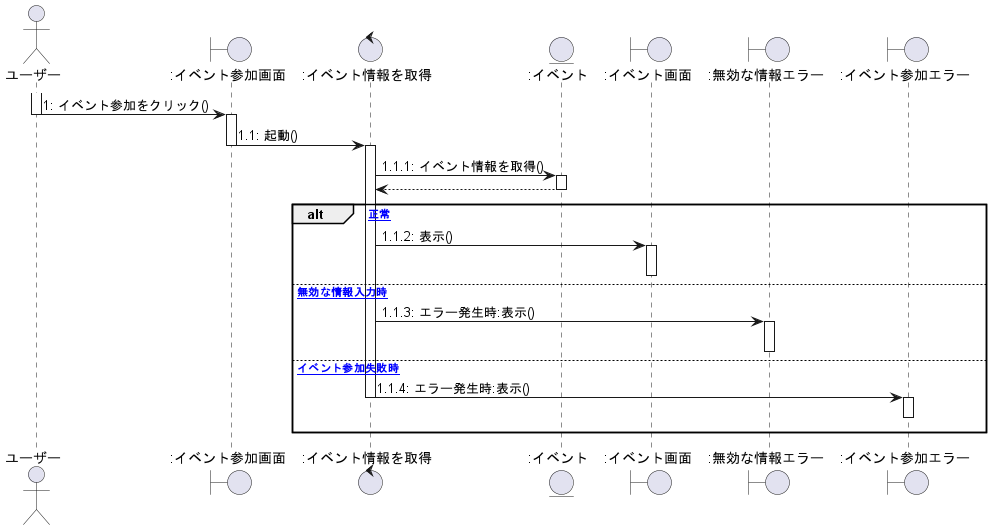 ユーザー
:イベント参加画面
:イベント情報を取得
:イベント
:イベント画面
:無効な情報エラー
:イベント参加エラー
1: イベント参加をクリック()
1.1: 起動()
1.1.1: イベント情報を取得()
alt
正常
1.1.2: 表示()
無効な情報入力時
1.1.3: エラー発生時:表示()
イベント参加失敗時
1.1.4: エラー発生時:表示()
ユーザー
:イベント参加画面
:イベント情報を取得
:イベント
:イベント画面
:無効な情報エラー
:イベント参加エラー